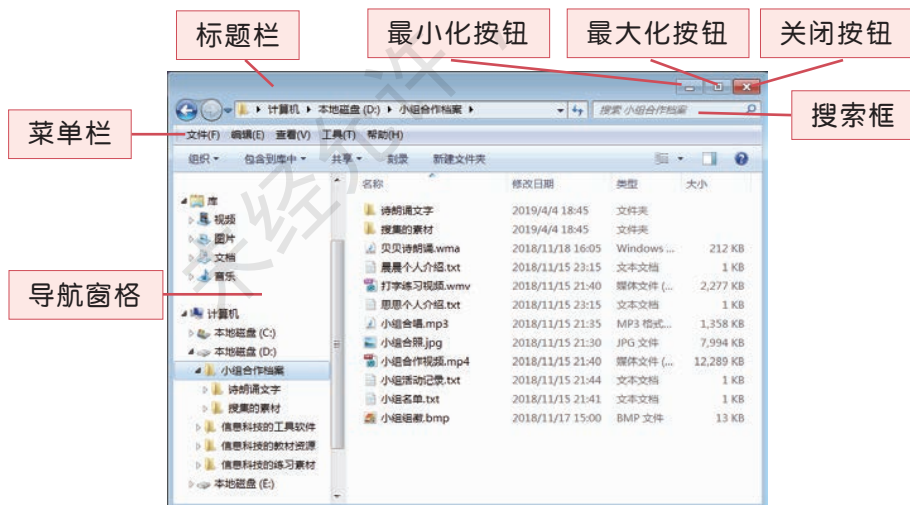 标题栏
最小化按钮
最大化按钮
关闭按钮
计算机 本地磁盘 (D:) 小组合作档案
搜索 小组合作档案
搜索框
菜单栏
文件(F) 编辑(E) 查看(V) 工具(T) 帮助(H)
组织 包含到库中 共享 刻录 新建文件夹
导航窗格
库
视频
图片
文档
音乐
计算机
本地磁盘 (C:)
本地磁盘 (D:)
小组合作档案
诗朗诵文字
搜集的素材
信息科技的工具软件
信息科技的教材资源
信息科技的练习素材
本地磁盘 (E:)
名称 修改日期 类型 大小
诗朗诵文字 2019/4/4 18:45 文件夹
搜集的素材 2019/4/4 18:45 文件夹
贝贝诗朗诵.wma 2018/11/18 16:05 Windows ... 212 KB
晨晨个人介绍.txt 2018/11/15 23:15 文本文档 1 KB
打字练习视频.wmv 2018/11/15 21:40 媒体文件 (... 2,277 KB
思思个人介绍.txt 2018/11/15 23:15 文本文档 1 KB
小组合唱.mp3 2018/11/15 21:35 MP3 格式... 1,358 KB
小组合照.jpg 2018/11/15 21:30 JPG 文件 7,994 KB
小组合作视频.mp4 2018/11/15 21:40 媒体文件 (... 12,289 KB
小组活动记录.txt 2018/11/15 21:44 文本文档 1 KB
小组名单.txt 2018/11/15 21:41 文本文档 1 KB
小组组徽.bmp 2018/11/17 15:00 BMP 文件 13 KB
未经允许